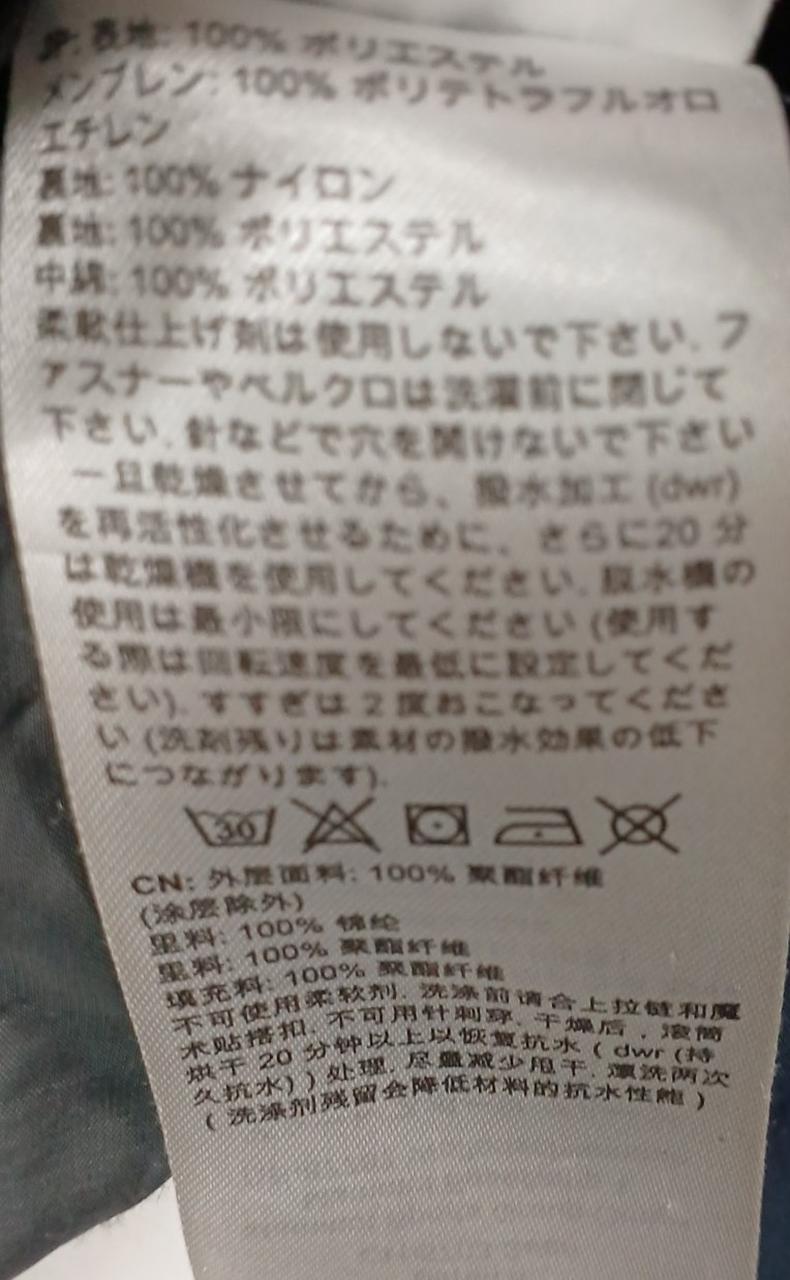 表地: 100% ポリエステル
メンブレン: 100% ポリテトラフルオロ
エチレン
裏地: 100% ナイロン
裏地: 100% ポリエステル
中綿: 100% ポリエステル
柔軟仕上げ剤は使用しないで下さい. フ
ァスナーやベルクロは洗濯前に閉じて
下さい. 針などで穴を開けないで下さい
一旦乾燥させてから、撥水加工 (dwr)
を再活性化させるために、さらに20 分
は乾燥機を使用してください. 脱水機の
使用は最小限にしてください (使用す
る際は回転速度を最低に設定してくだ
さい). すすぎは 2 度おこなってくださ
い (洗剤残りは素材の撥水効果の低下
につながります).
30
CN: 外层面料: 100% 聚酯纤维
(涂层除外)
里料: 100% 锦纶
里料: 100% 聚酯纤维
填充料: 100% 聚酯纤维
不可使用柔软剂. 洗涤前请合上拉链和魔
术贴搭扣. 不可用针刺穿. 干燥后，滚筒
烘干 20 分钟以上以恢复抗水 ( dwr (持
久抗水) ) 处理. 尽量减少甩干. 漂洗两次
( 洗涤剂残留会降低材料的抗水性能 )